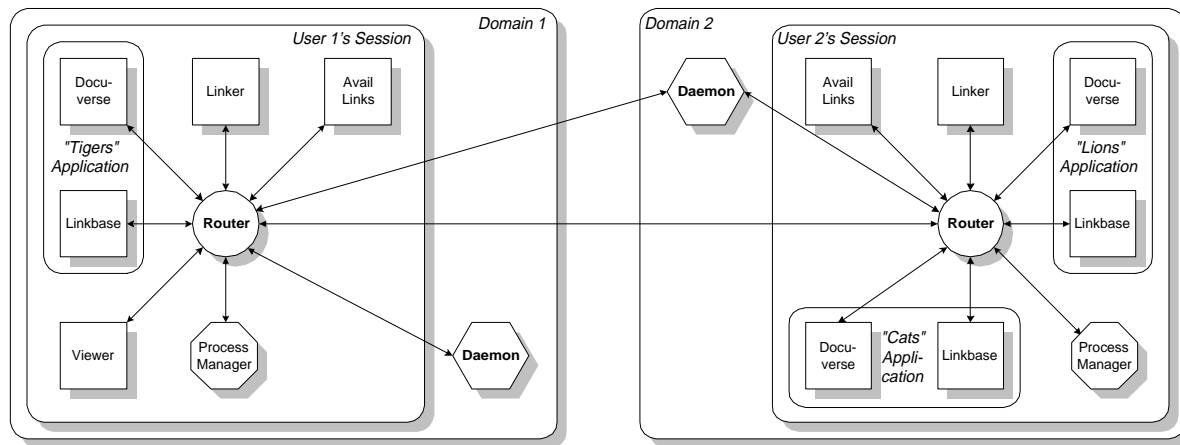 Domain 1
User 1's Session
Docu-
verse
Linker
Avail
Links
"Tigers"
Application
Linkbase
Router
Viewer
Process
Manager
Daemon
Domain 2
User 2's Session
Daemon
Avail
Links
Linker
Docu-
verse
"Lions"
Application
Router
Linkbase
Docu-
verse
"Cats"
Appli-
cation
Linkbase
Process
Manager